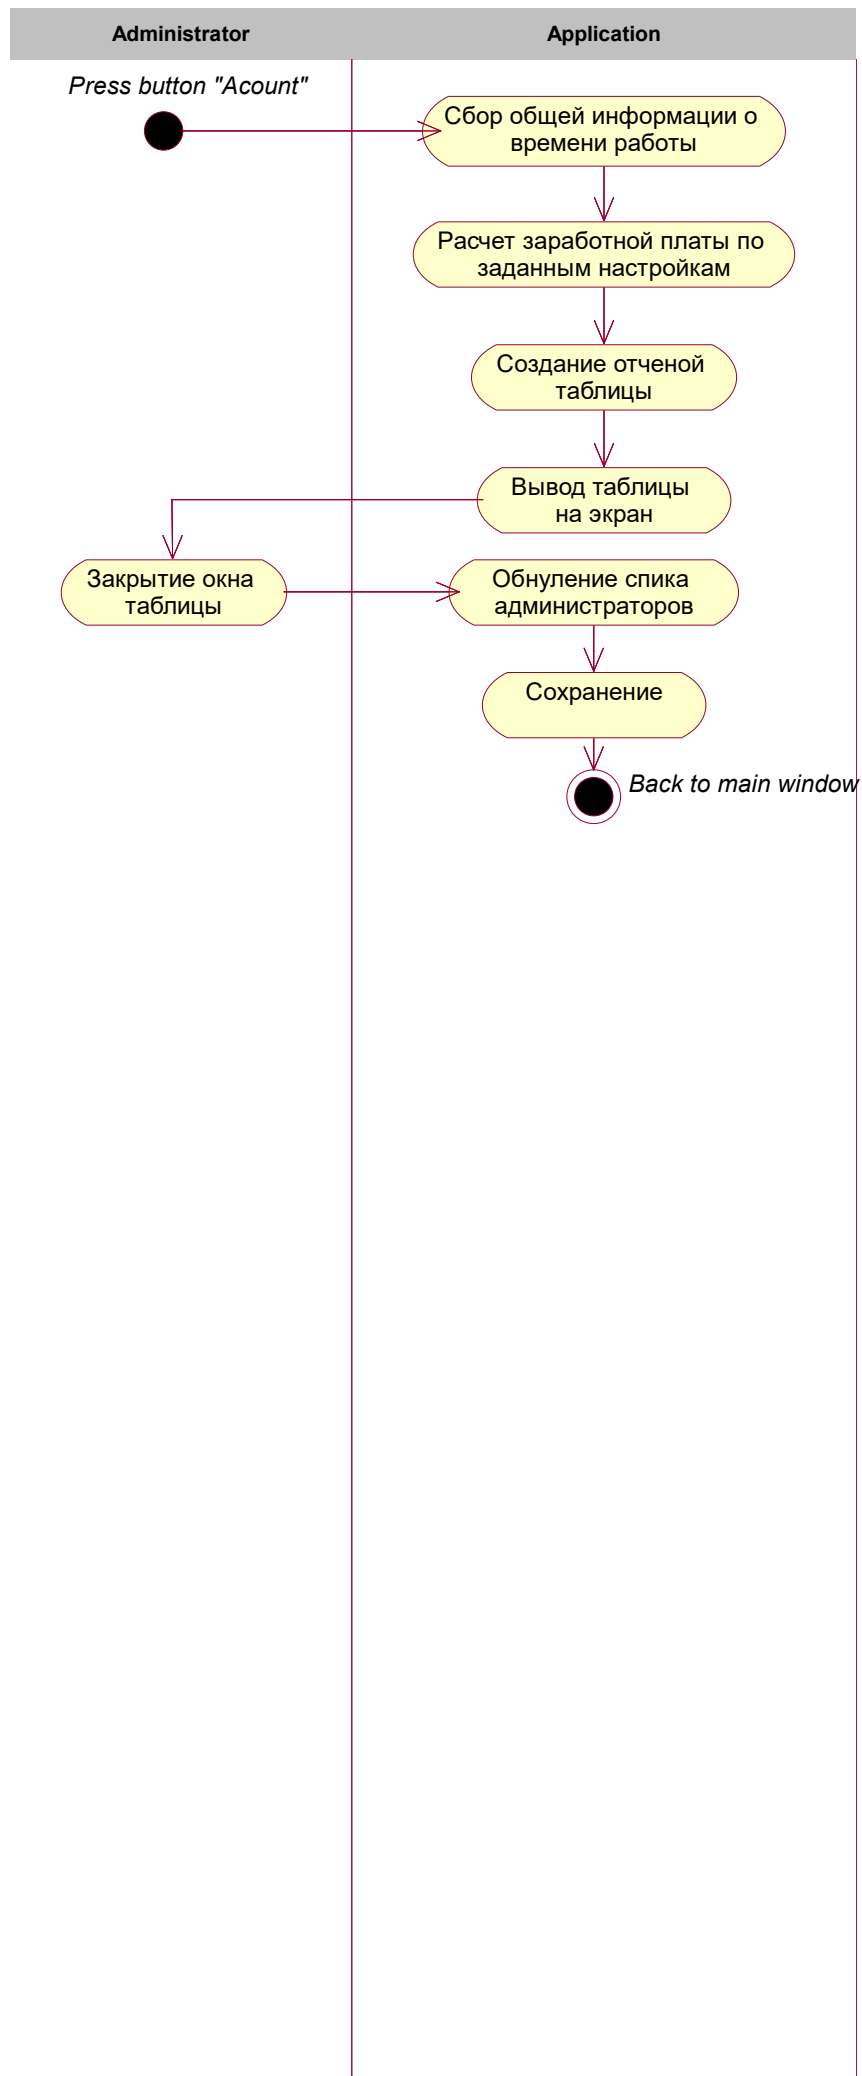 Administrator
Application
Press button "Acount"
Сбор общей информации о
времени работы
Расчет заработной платы по
заданным настройкам
Создание отченой
таблицы
Вывод таблицы
на экран
Закрытие окна
таблицы
Обнуление спика
администраторов
Сохранение
Back to main window